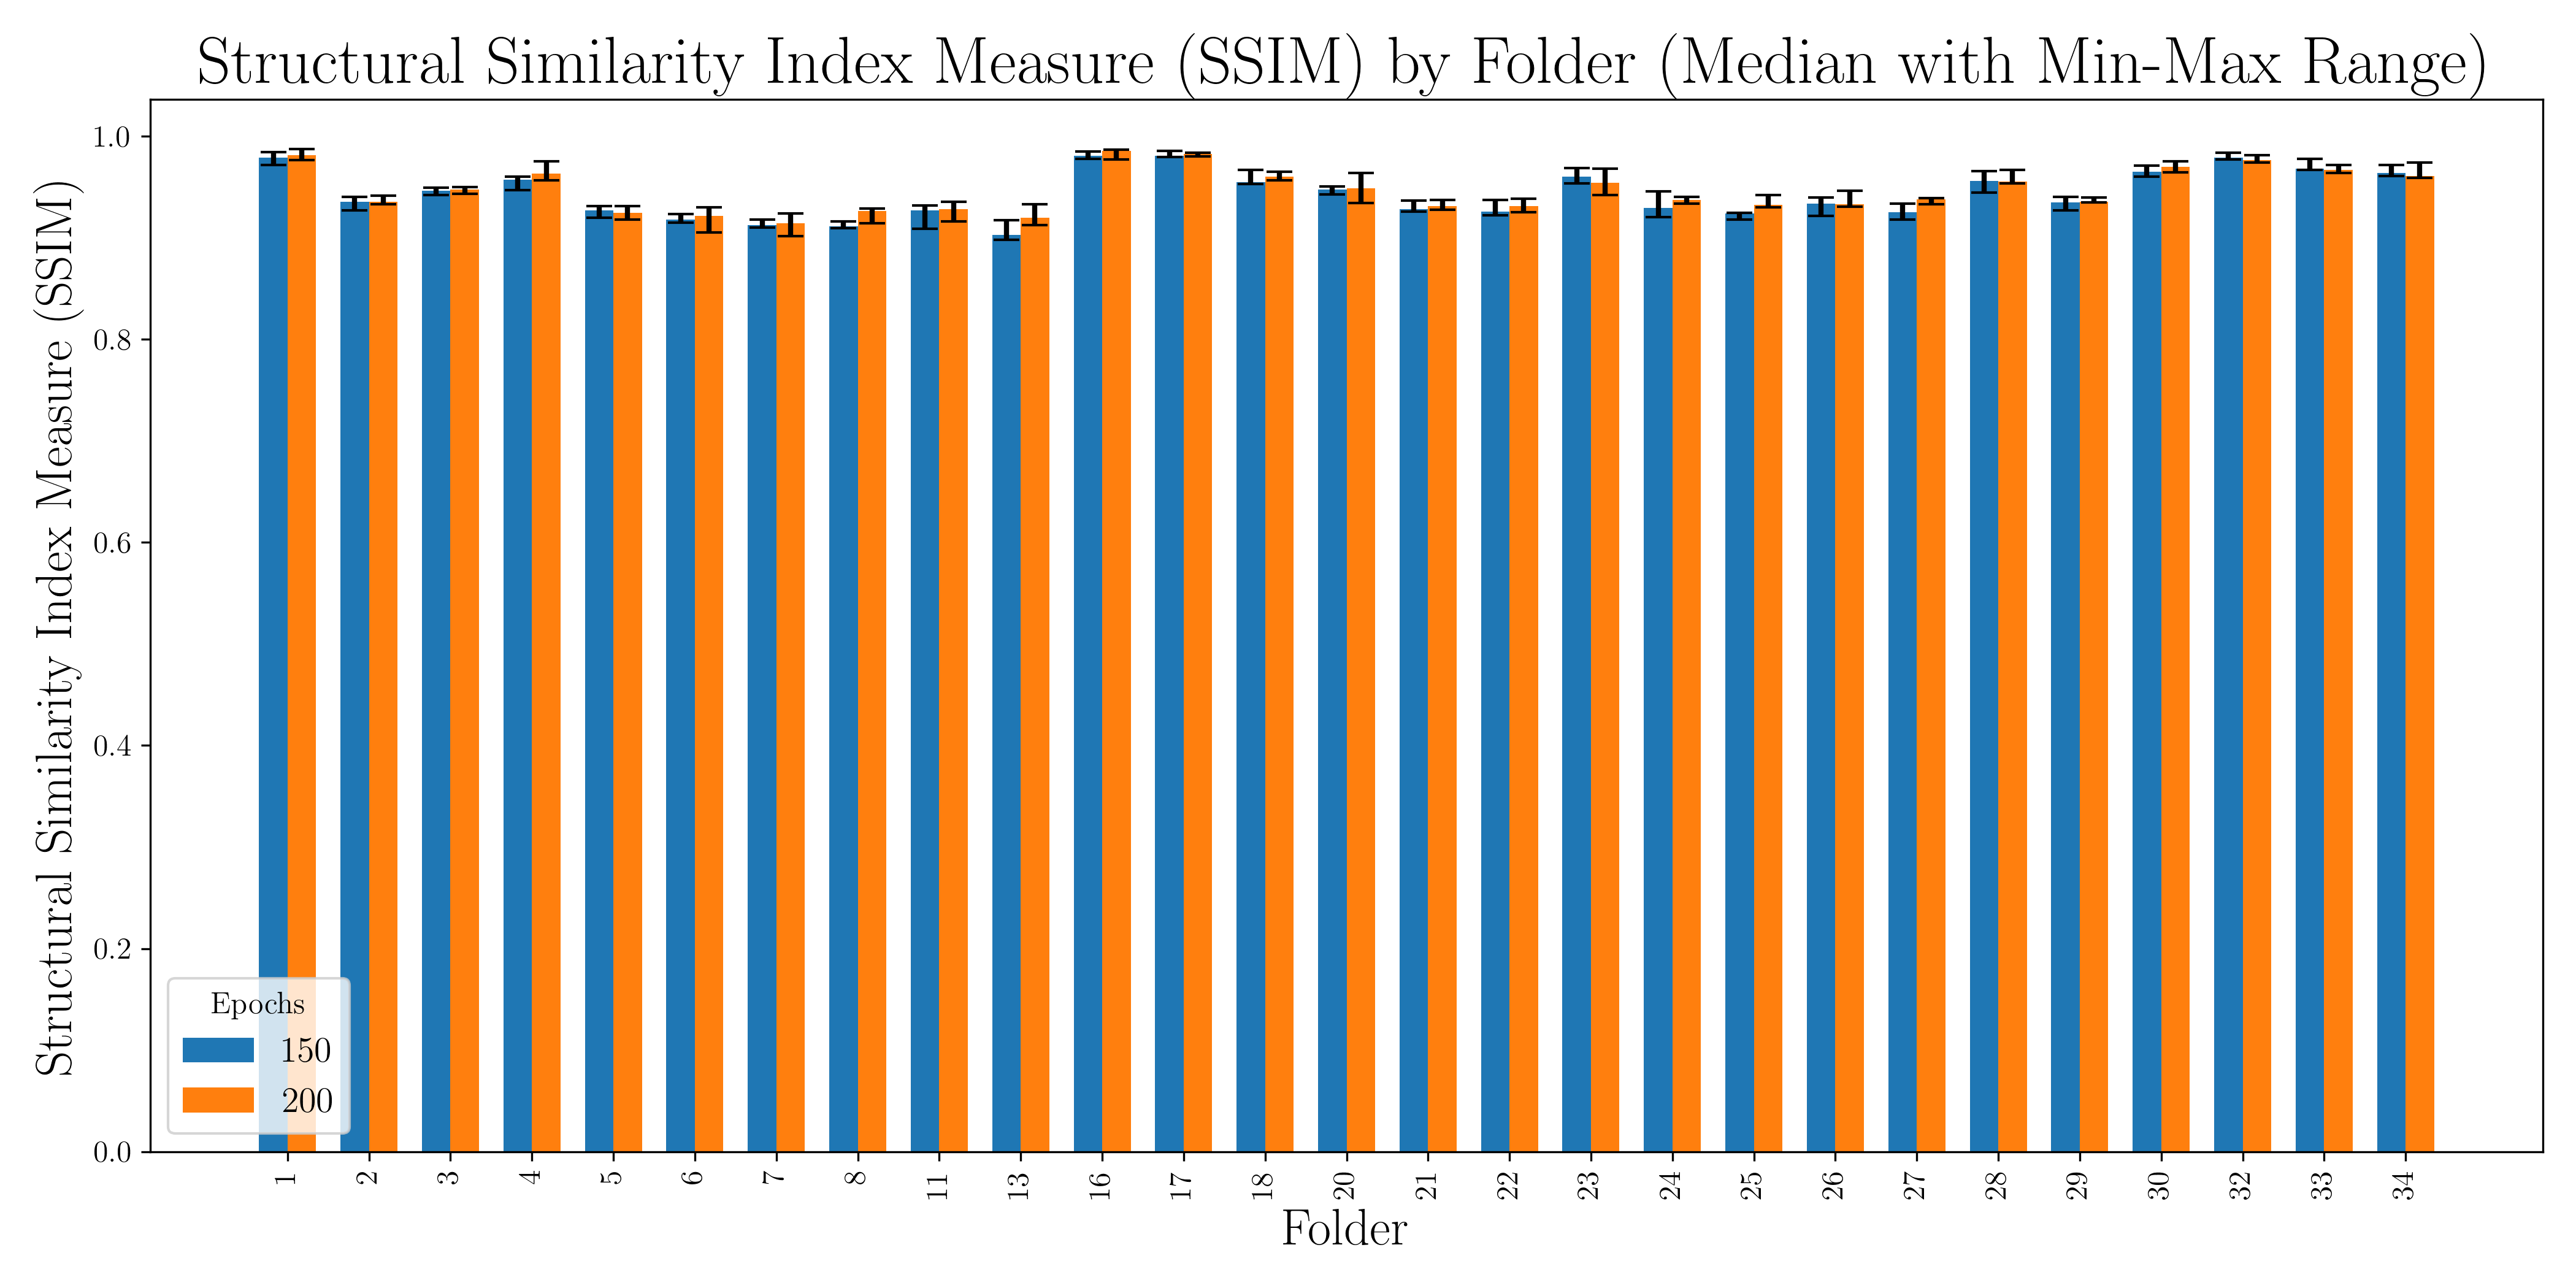 Structural Similarity Index Measure (SSIM) by Folder (Median with Min-Max Range)
Structural Similarity Index Measure (SSIM)
1.0
0.8
0.6
0.4
0.2
0.0
Epochs
150
200
1 2 3 4 5 6 7 8 11 13 16 17 18 20 21 22 23 24 25 26 27 28 29 30 32 33 34
Folder